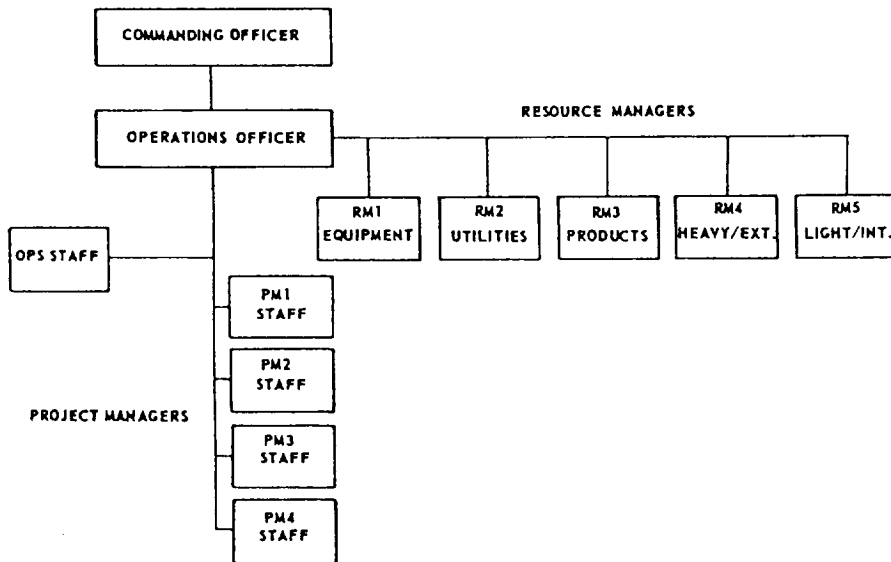 COMMANDING OFFICER
OPERATIONS OFFICER
RESOURCE MANAGERS
RM1
EQUIPMENT
RM2
UTILITIES
RM3
PRODUCTS
RM4
HEAVY/EXT.
RM5
LIGHT/INT.
OPS STAFF
PM1
STAFF
PM2
STAFF
PROJECT MANAGERS
PM3
STAFF
PM4
STAFF